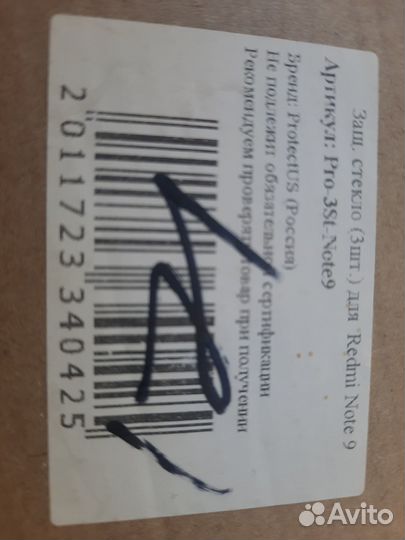 Защ. стекло (3шт.) для Redmi Note 9
Артикул: Pro-3St-Note9
Бренд: ProtectUS (Россия)
Не подлежит обязательной сертификации
Рекомендуем проверять товар при получении
2011723340425
Avito